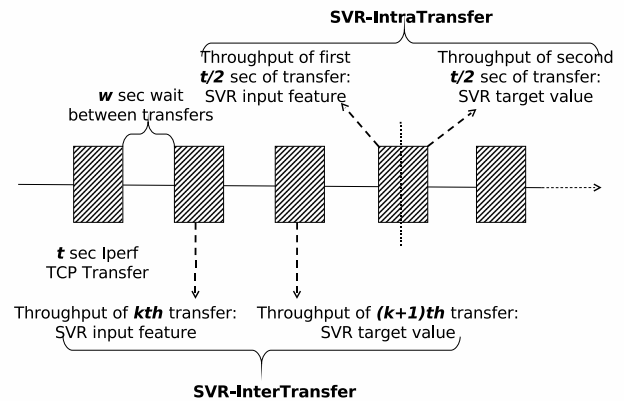 SVR-IntraTransfer
Throughput of first
t/2 sec of transfer:
SVR input feature
Throughput of second
t/2 sec of transfer:
SVR target value
w sec wait
between transfers
t sec Iperf
TCP Transfer
Throughput of kth transfer:
SVR input feature
Throughput of (k+1)th transfer:
SVR target value
SVR-InterTransfer